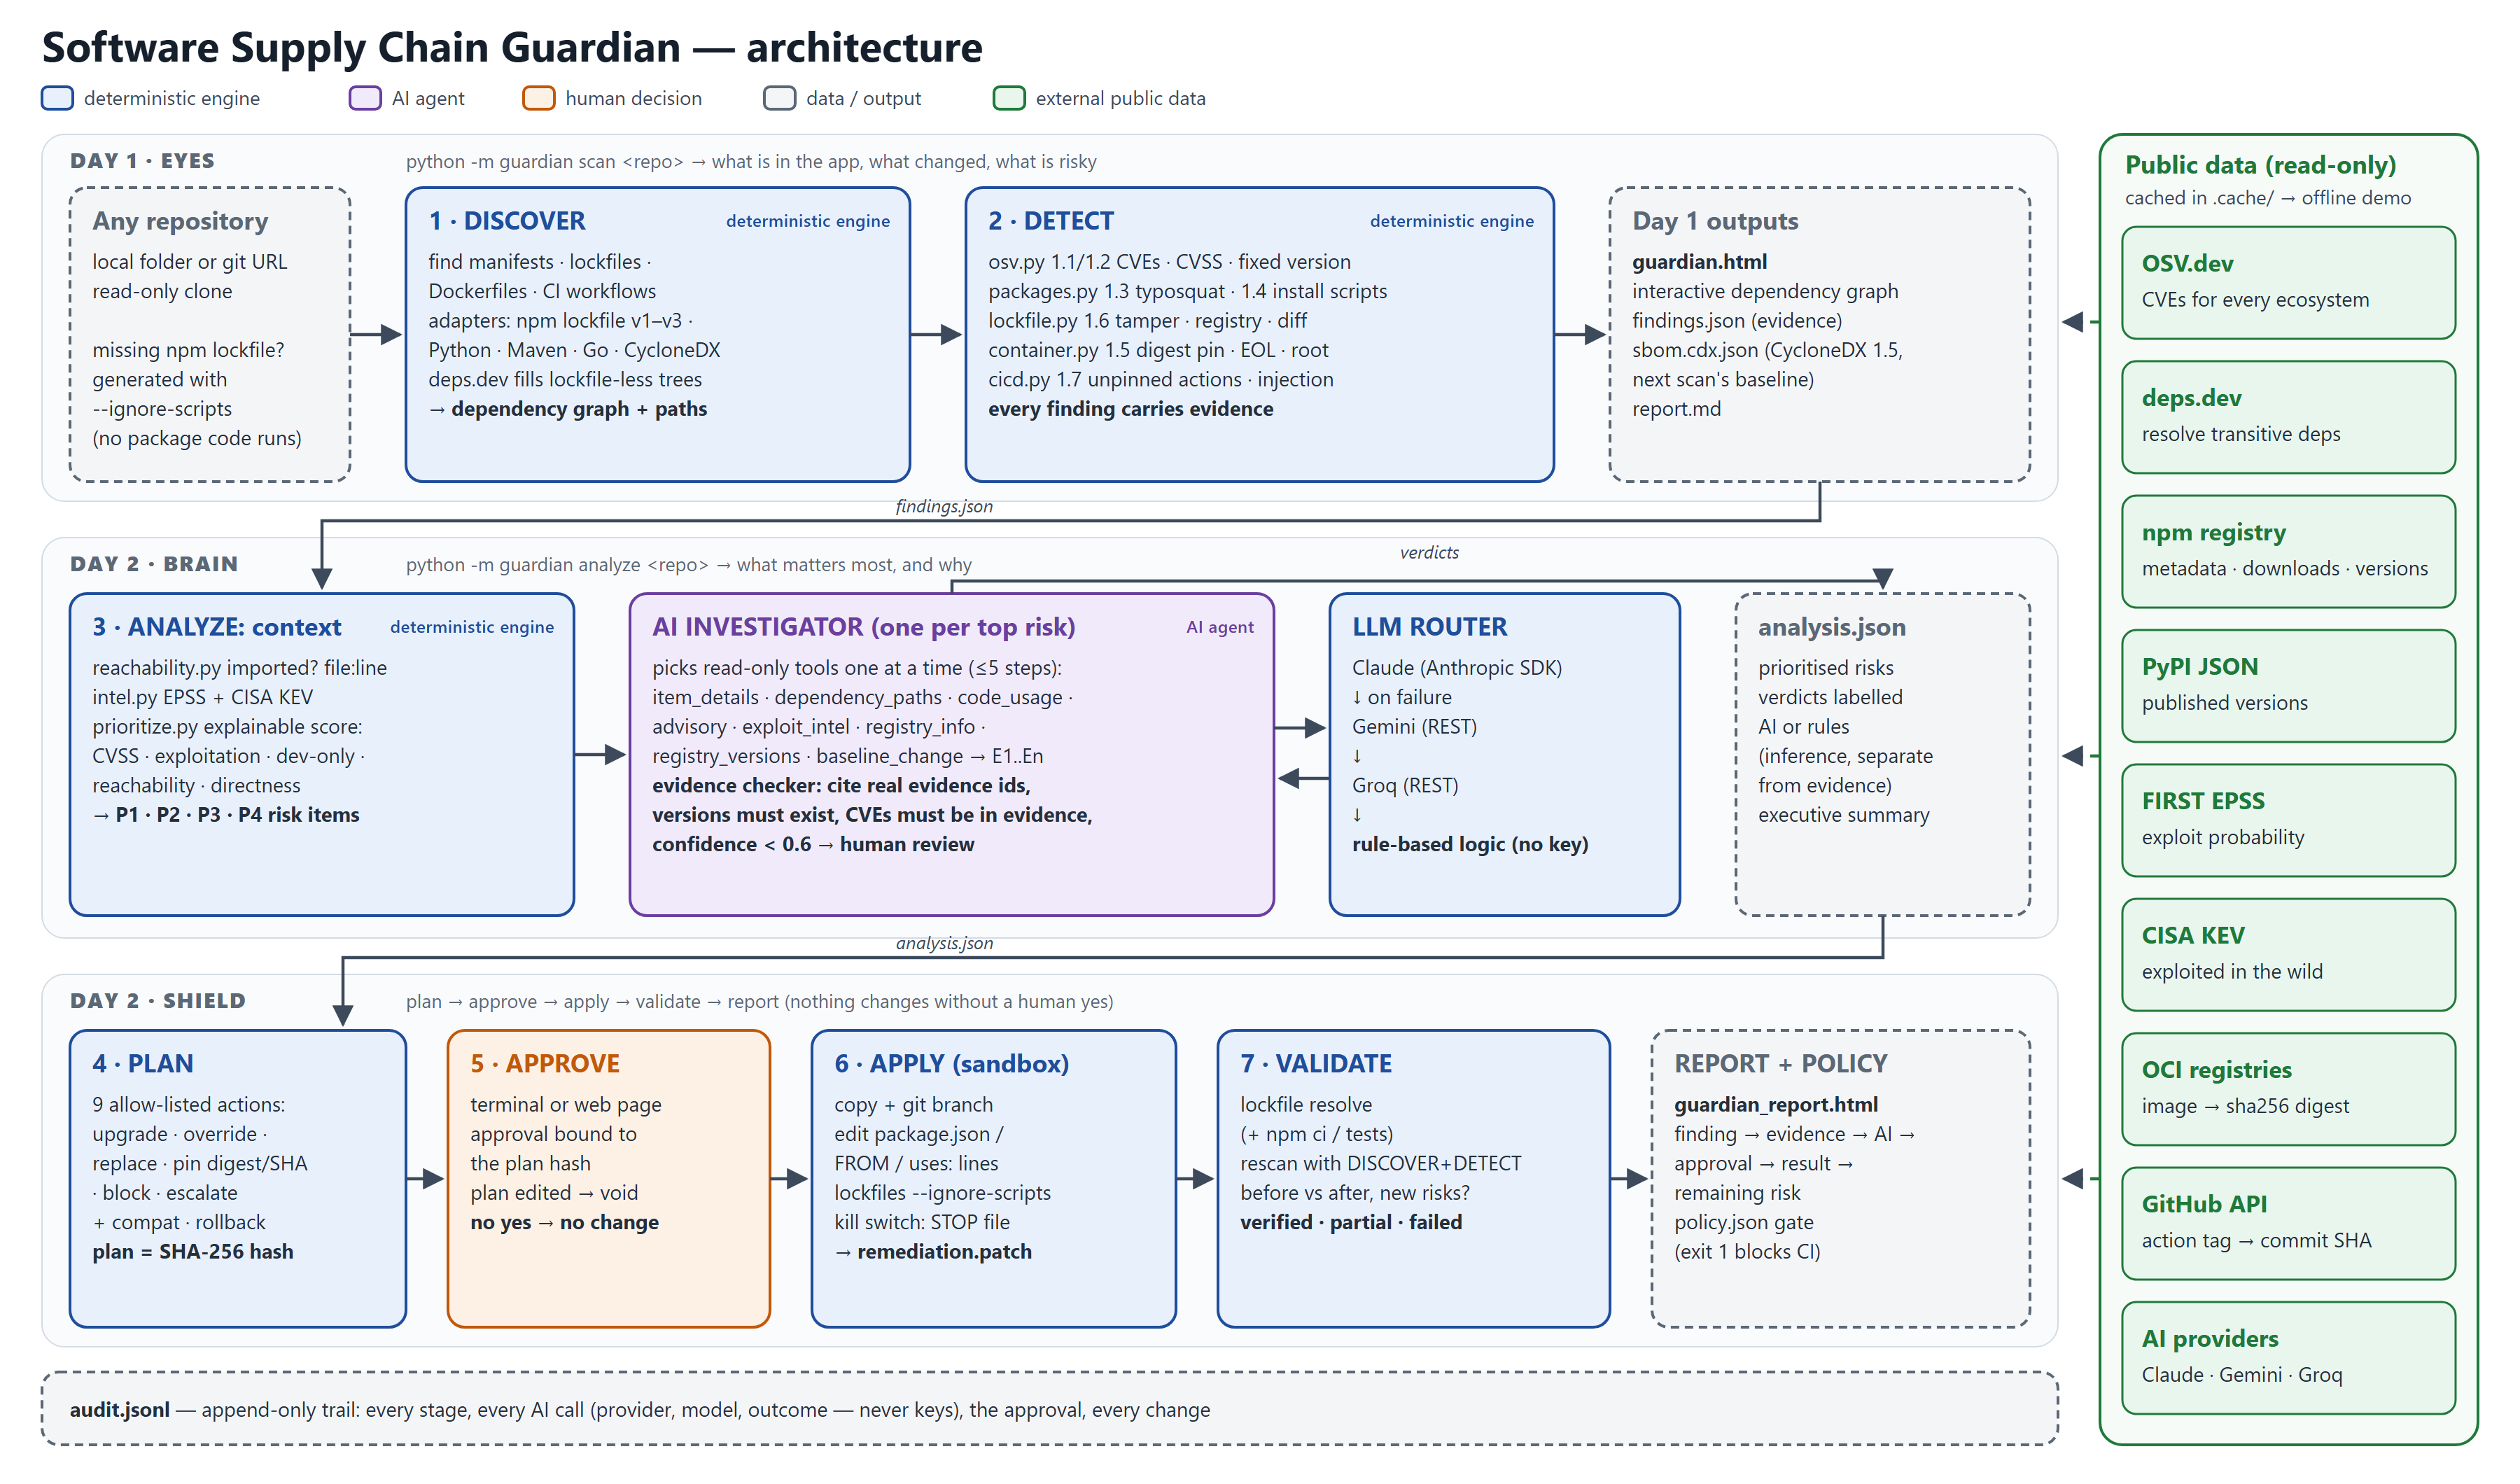 Software Supply Chain Guardian — architecture
deterministic engine
AI agent
human decision
data / output
external public data
DAY 1 · EYES
python -m guardian scan <repo> → what is in the app, what changed, what is risky
Any repository
local folder or git URL
read-only clone
missing npm lockfile?
generated with
--ignore-scripts
(no package code runs)
1 · DISCOVER
deterministic engine
find manifests · lockfiles ·
Dockerfiles · CI workflows
adapters: npm lockfile v1–v3 ·
Python · Maven · Go · CycloneDX
deps.dev fills lockfile-less trees
→ dependency graph + paths
2 · DETECT
deterministic engine
osv.py 1.1/1.2 CVEs · CVSS · fixed version
packages.py 1.3 typosquat · 1.4 install scripts
lockfile.py 1.6 tamper · registry · diff
container.py 1.5 digest pin · EOL · root
cicd.py 1.7 unpinned actions · injection
every finding carries evidence
Day 1 outputs
guardian.html
interactive dependency graph
findings.json (evidence)
sbom.cdx.json (CycloneDX 1.5,
next scan's baseline)
report.md
findings.json
DAY 2 · BRAIN
python -m guardian analyze <repo> → what matters most, and why
verdicts
3 · ANALYZE: context
deterministic engine
reachability.py imported? file:line
intel.py EPSS + CISA KEV
prioritize.py explainable score:
CVSS · exploitation · dev-only ·
reachability · directness
→ P1 · P2 · P3 · P4 risk items
AI INVESTIGATOR (one per top risk)
AI agent
picks read-only tools one at a time (≤5 steps):
item_details · dependency_paths · code_usage ·
advisory · exploit_intel · registry_info ·
registry_versions · baseline_change → E1..En
evidence checker: cite real evidence ids,
versions must exist, CVEs must be in evidence,
confidence < 0.6 → human review
LLM ROUTER
Claude (Anthropic SDK)
↓ on failure
Gemini (REST)
↓
Groq (REST)
↓
rule-based logic (no key)
analysis.json
prioritised risks
verdicts labelled
AI or rules
(inference, separate
from evidence)
executive summary
analysis.json
DAY 2 · SHIELD
plan → approve → apply → validate → report (nothing changes without a human yes)
4 · PLAN
9 allow-listed actions:
upgrade · override ·
replace · pin digest/SHA
· block · escalate
+ compat · rollback
plan = SHA-256 hash
5 · APPROVE
terminal or web page
approval bound to
the plan hash
plan edited → void
no yes → no change
6 · APPLY (sandbox)
copy + git branch
edit package.json /
FROM / uses: lines
lockfiles --ignore-scripts
kill switch: STOP file
→ remediation.patch
7 · VALIDATE
lockfile resolve
(+ npm ci / tests)
rescan with DISCOVER+DETECT
before vs after, new risks?
verified · partial · failed
REPORT + POLICY
guardian_report.html
finding → evidence → AI →
approval → result →
remaining risk
policy.json gate
(exit 1 blocks CI)
audit.jsonl — append-only trail: every stage, every AI call (provider, model, outcome — never keys), the approval, every change
Public data (read-only)
cached in .cache/ → offline demo
OSV.dev
CVEs for every ecosystem
deps.dev
resolve transitive deps
npm registry
metadata · downloads · versions
PyPI JSON
published versions
FIRST EPSS
exploit probability
CISA KEV
exploited in the wild
OCI registries
image → sha256 digest
GitHub API
action tag → commit SHA
AI providers
Claude · Gemini · Groq